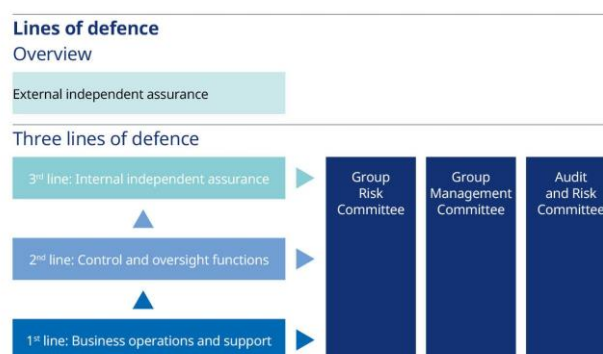 Lines of defence
Overview
External independent assurance
Three lines of defence
3rd line: Internal independent assurance
Group
Risk
Committee
Group
Management
Committee
Audit
and Risk
Committee
2nd line: Control and oversight functions
1st line: Business operations and support